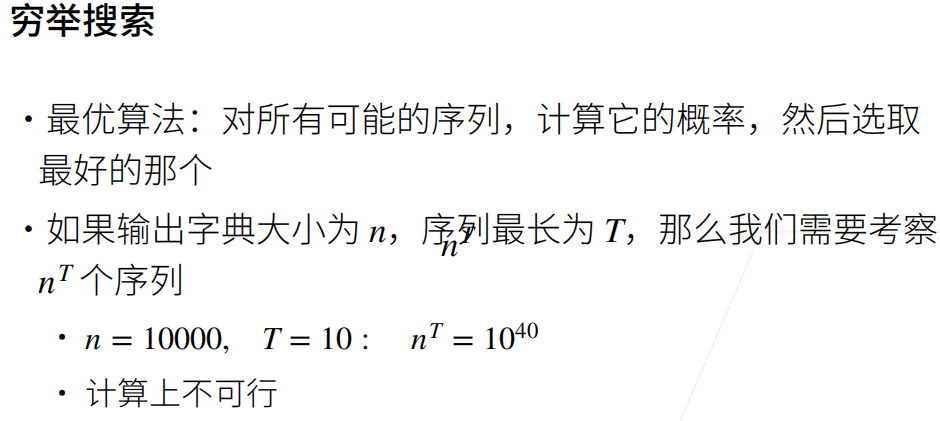 穷举搜索
• 最优算法：对所有可能的序列，计算它的概率，然后选取
最好的那个
• 如果输出字典大小为 n，序列最长为 T，那么我们需要考察
n^T
n^T 个序列
• n = 10000, T = 10 : n^T = 10^40
• 计算上不可行